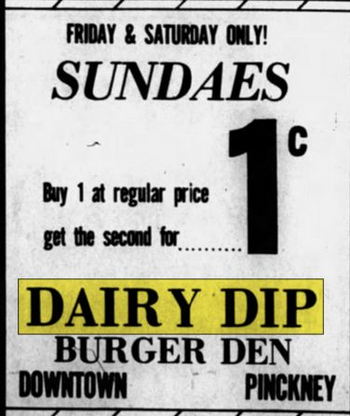 FRIDAY & SATURDAY ONLY!
SUNDAES
1c
Buy 1 at regular price
get the second for..........
DAIRY DIP
BURGER DEN
DOWNTOWN PINCKNEY